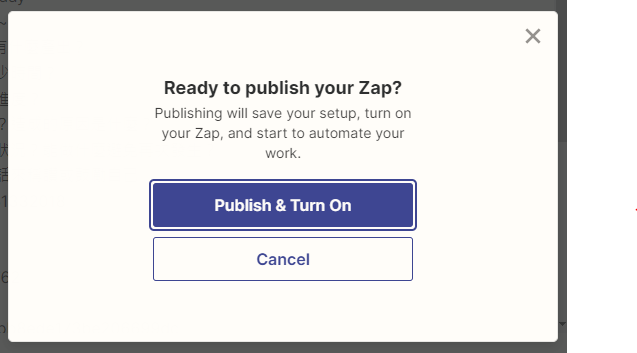 Ready to publish your Zap?
Publishing will save your setup, turn on
your Zap, and start to automate your
work.
Publish & Turn On
Cancel